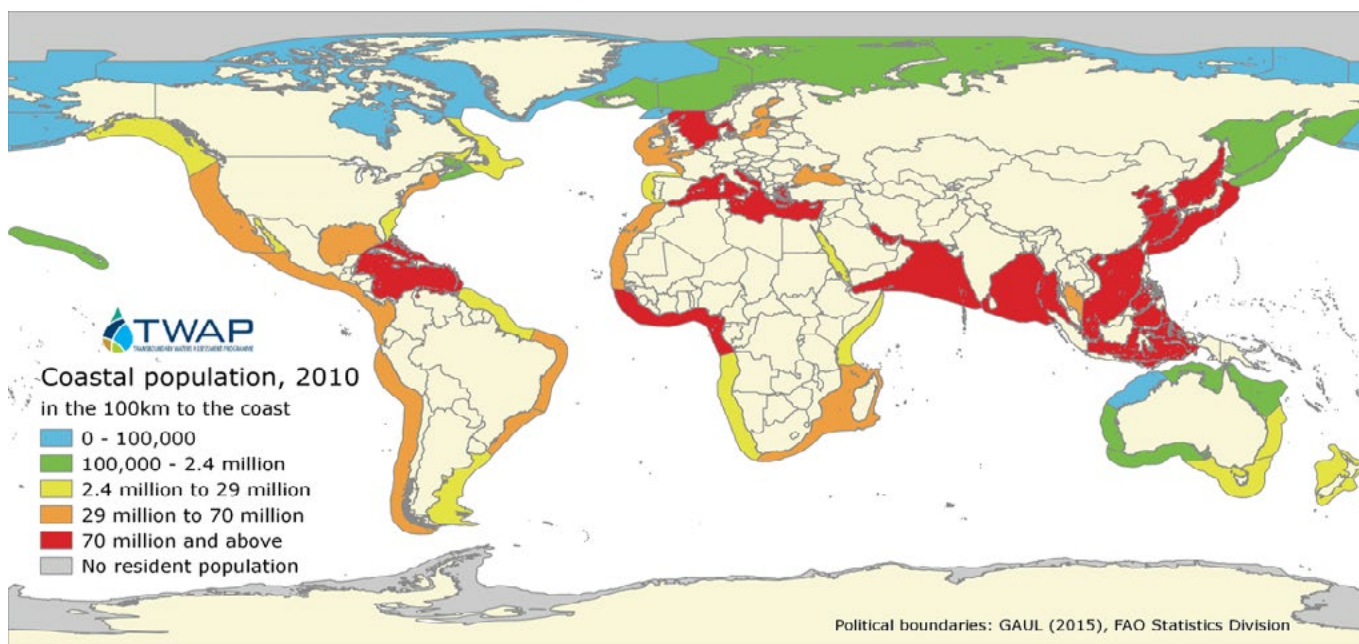 TWAP
TRANSBOUNDARY WATERS ASSESSMENT PROGRAMME
Coastal population, 2010
in the 100km to the coast
0 - 100,000
100,000 - 2.4 million
2.4 million to 29 million
29 million to 70 million
70 million and above
No resident population
Political boundaries: GAUL (2015), FAO Statistics Division